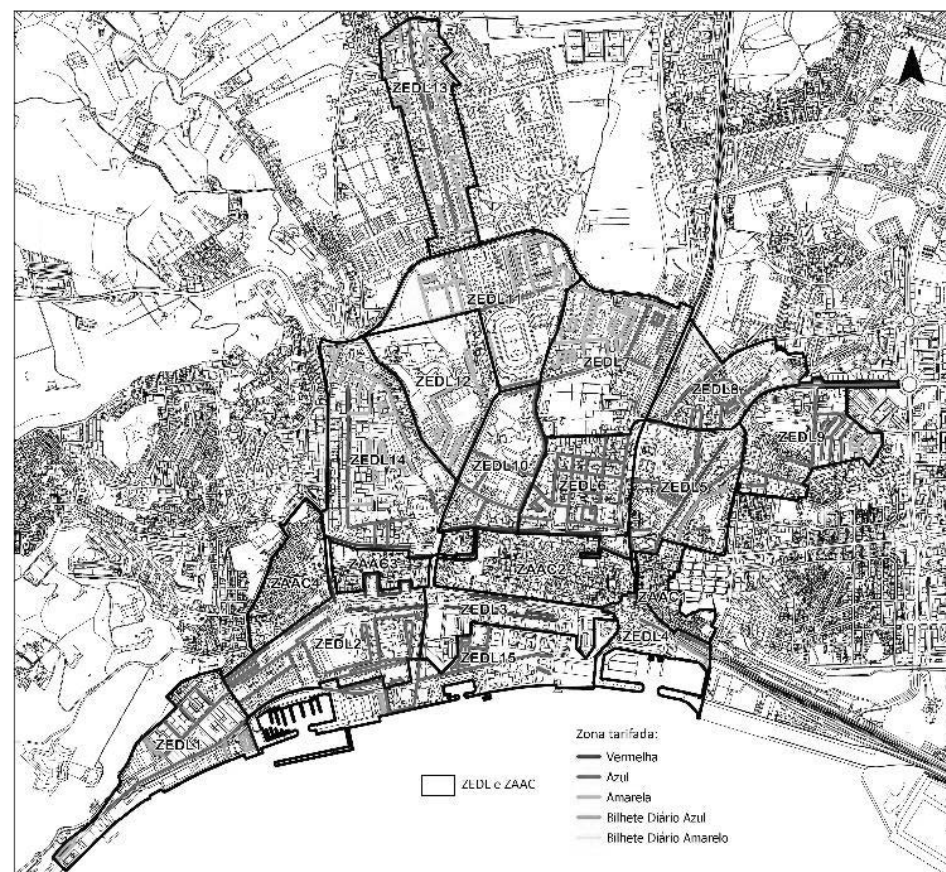 ZEDL13
ZEDL11
ZEDL
ZEDL12
ZEDL8
ZEDL9
ZEDL14
ZEDL10
ZEDL6
ZEDL5
ZAAC3
ZAAC2
ZAAC4
ZAAC1
ZEDL3
ZEDL2
ZEDL4
ZEDL15
ZEDL1
Zona tarifada:
Vermelha
Azul
Amarela
Bilhete Diário Azul
Bilhete Diário Amarelo
ZEDL e ZAAC